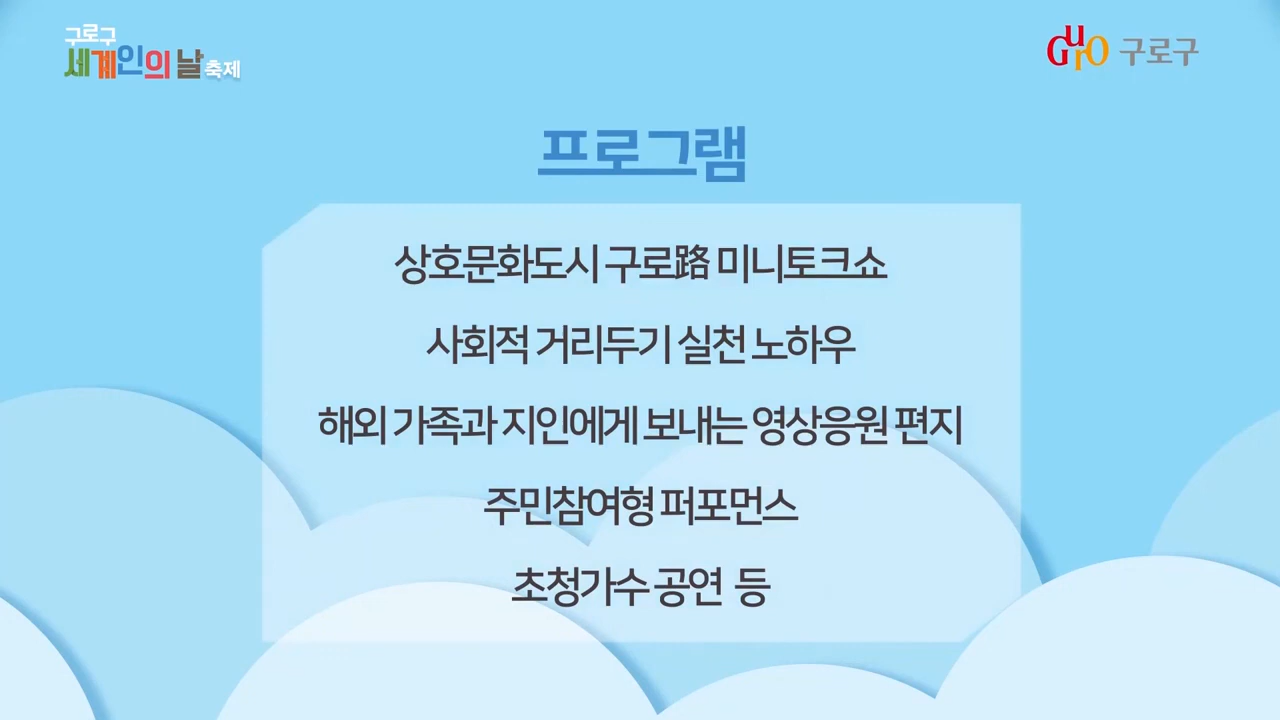 구로구
세계인의 날 축제
GuRO 구로구
프로그램
상호문화도시 구로路 미니토크쇼
사회적 거리두기 실천 노하우
해외 가족과 지인에게 보내는 영상응원 편지
주민참여형 퍼포먼스
초청가수 공연 등